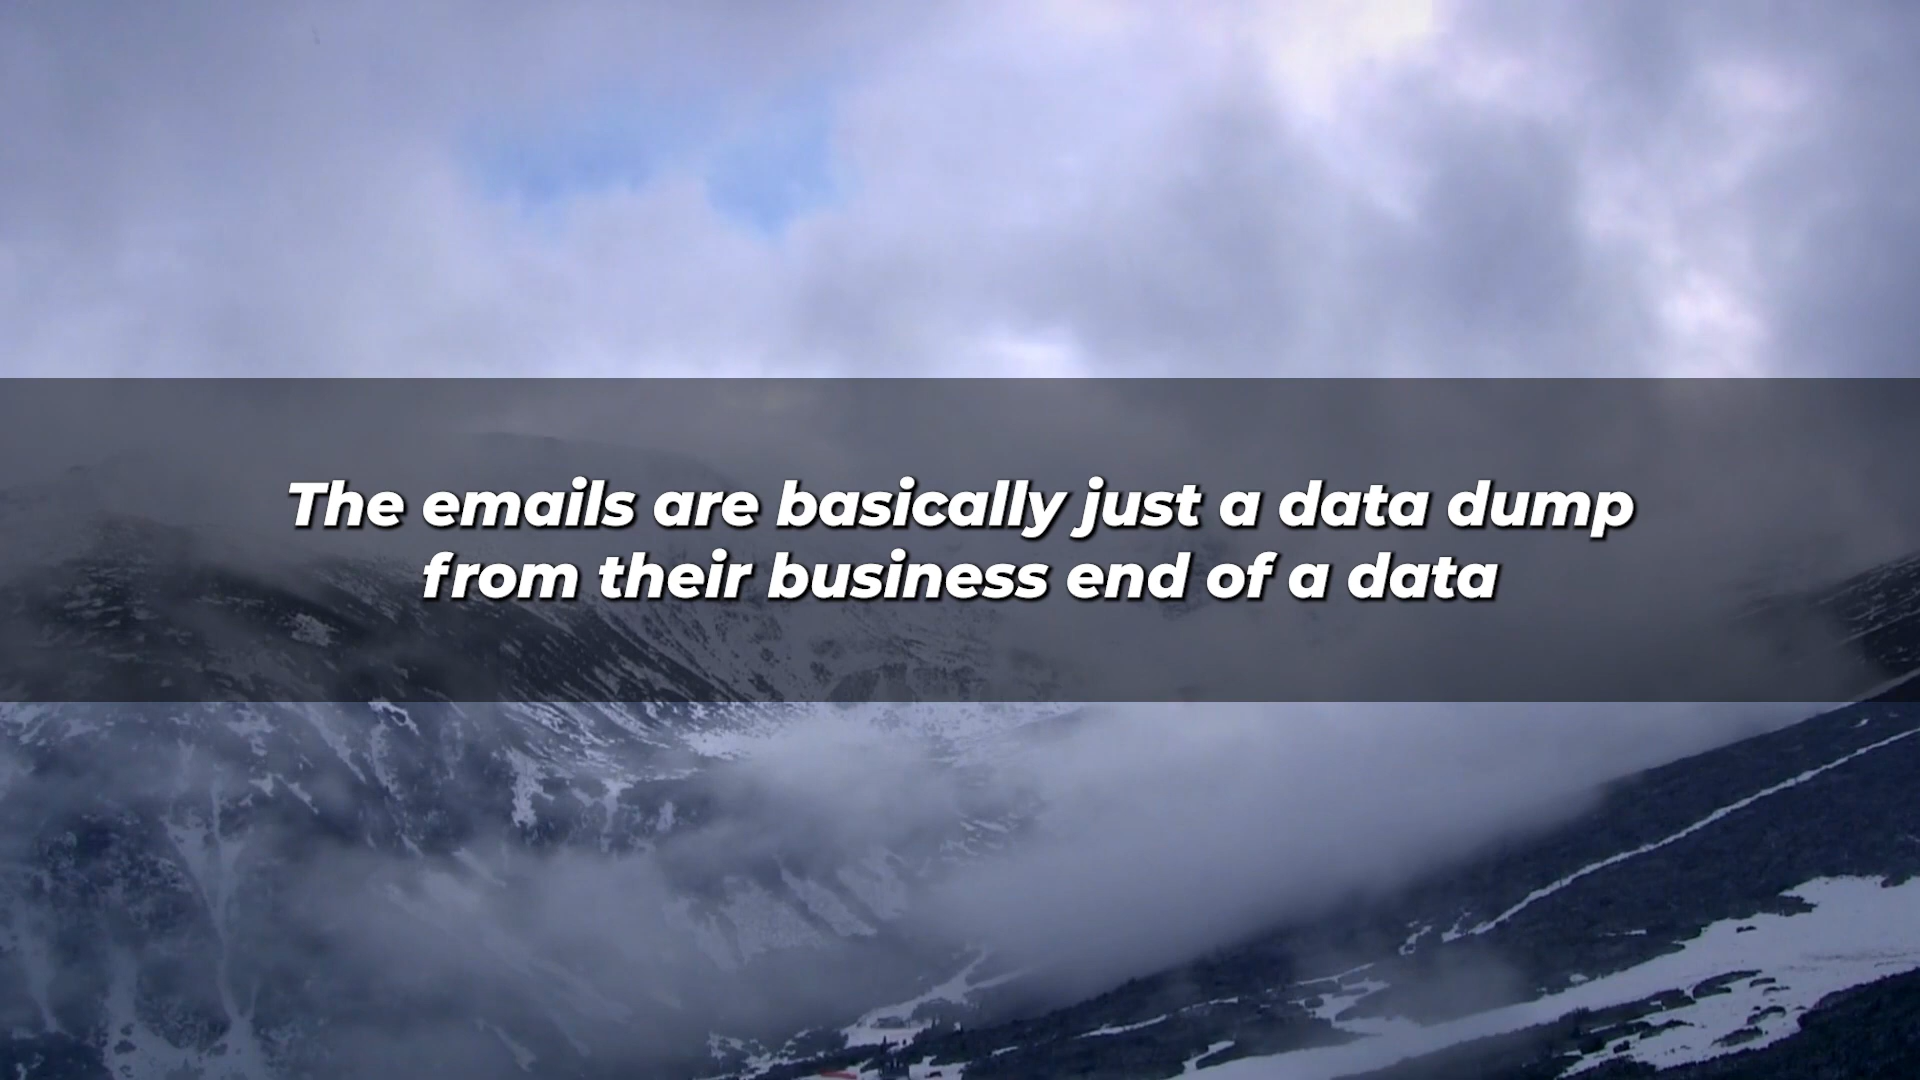 The emails are basically just a data dump
from their business end of a data